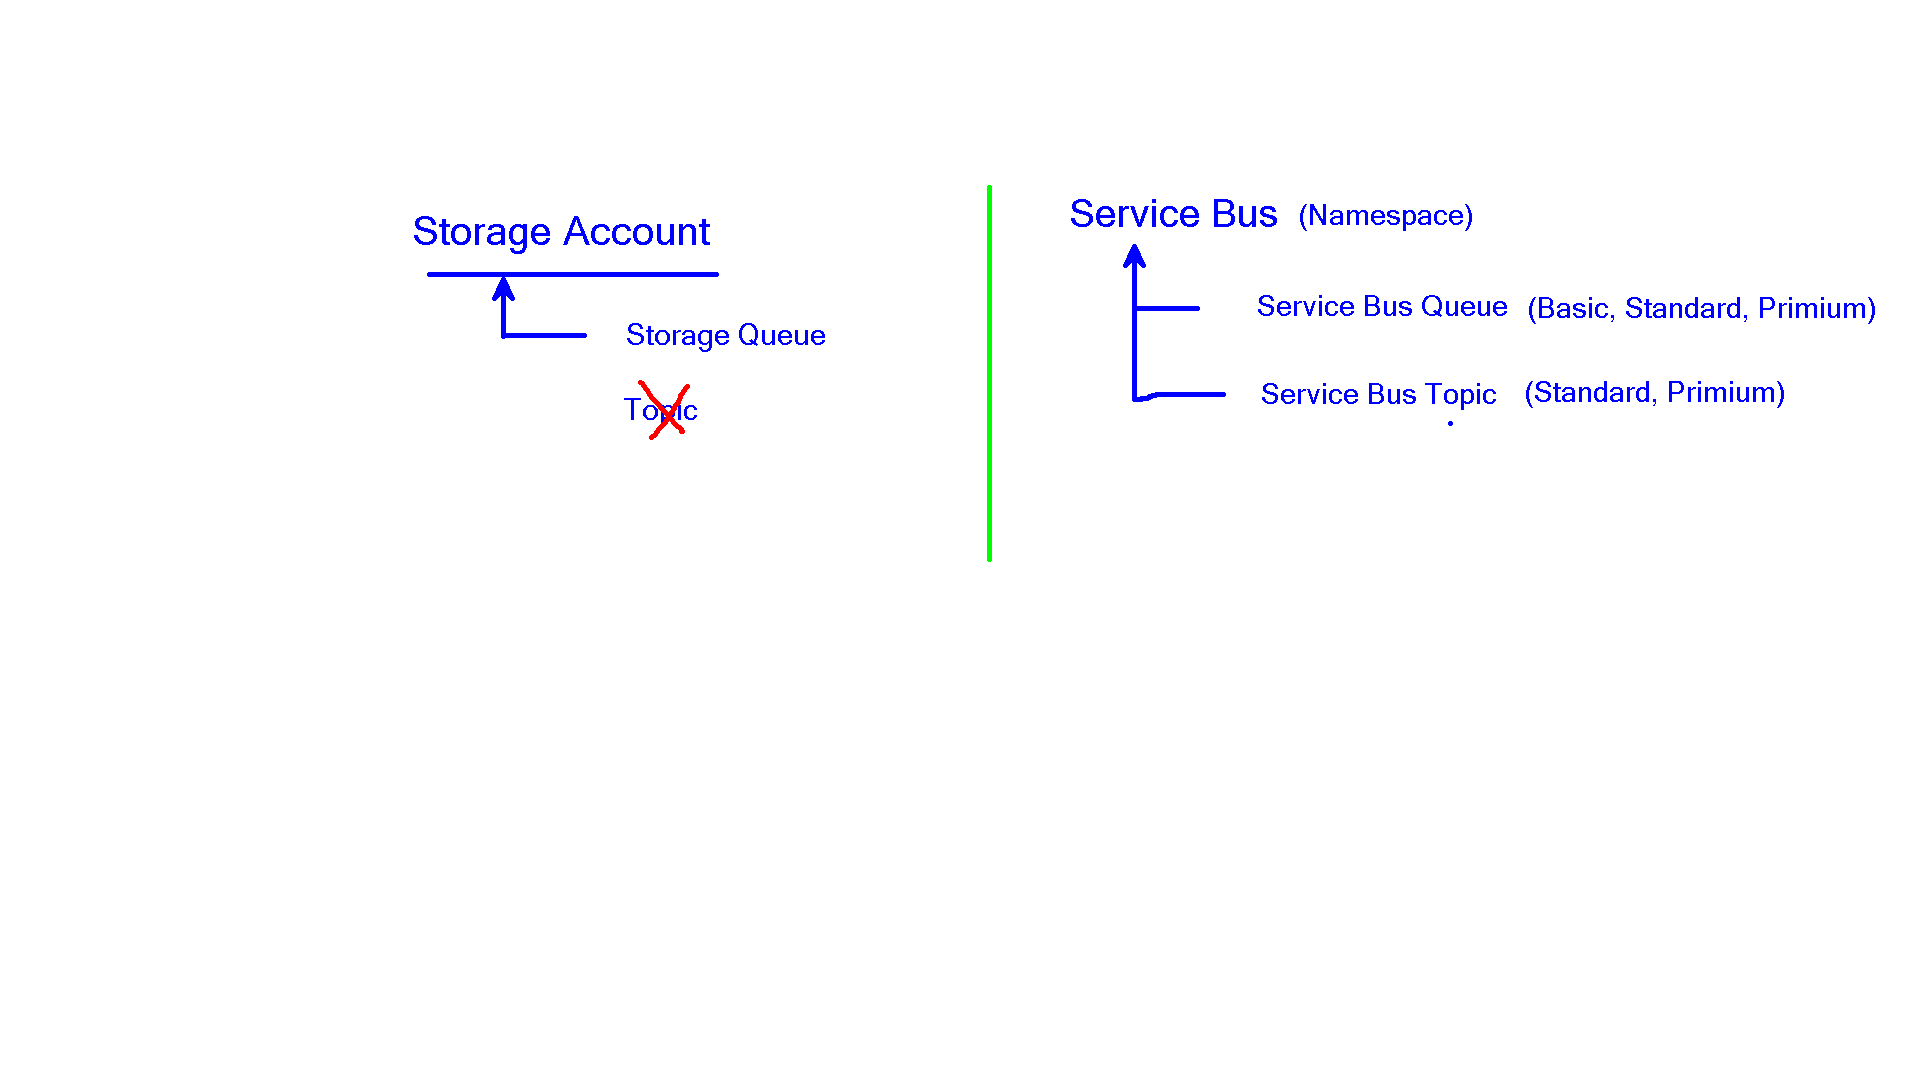 Storage Account
Storage Queue
Topic
Service Bus (Namespace)
Service Bus Queue (Basic, Standard, Primium)
Service Bus Topic (Standard, Primium)